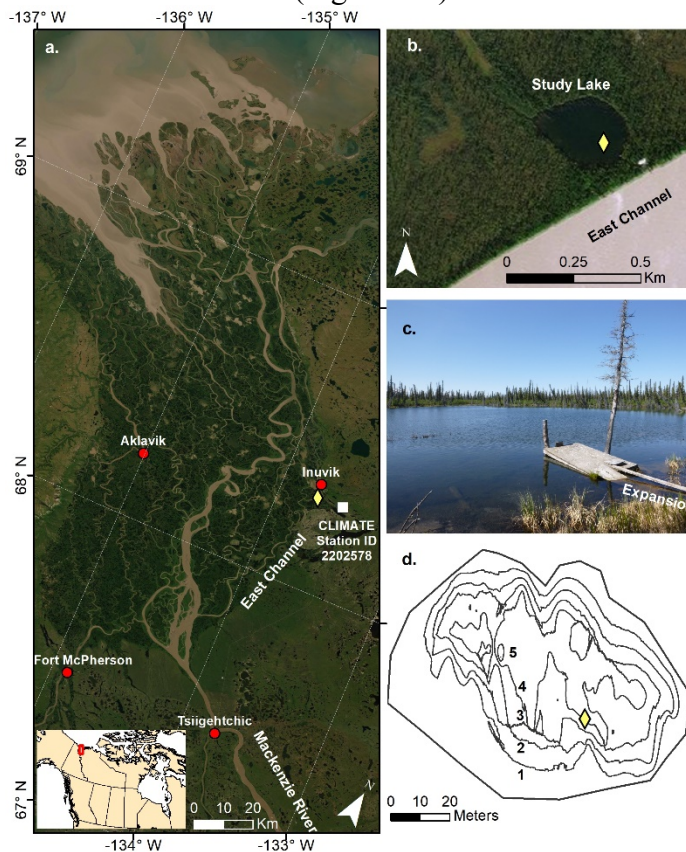 -137° W
-136° W
-135° W
a.
69° N
68° N
67° N
Aklavik
Inuvik
CLIMATE
Station ID
2202578
East Channel
Fort McPherson
Tsiigehtchic
Mackenzie River
0 10 20
Km
N
-134° W
-133° W
b.
Study Lake
East Channel
N
0 0.25 0.5
Km
c.
Expansio
d.
5
4
3
2
1
0 10 20
Meters